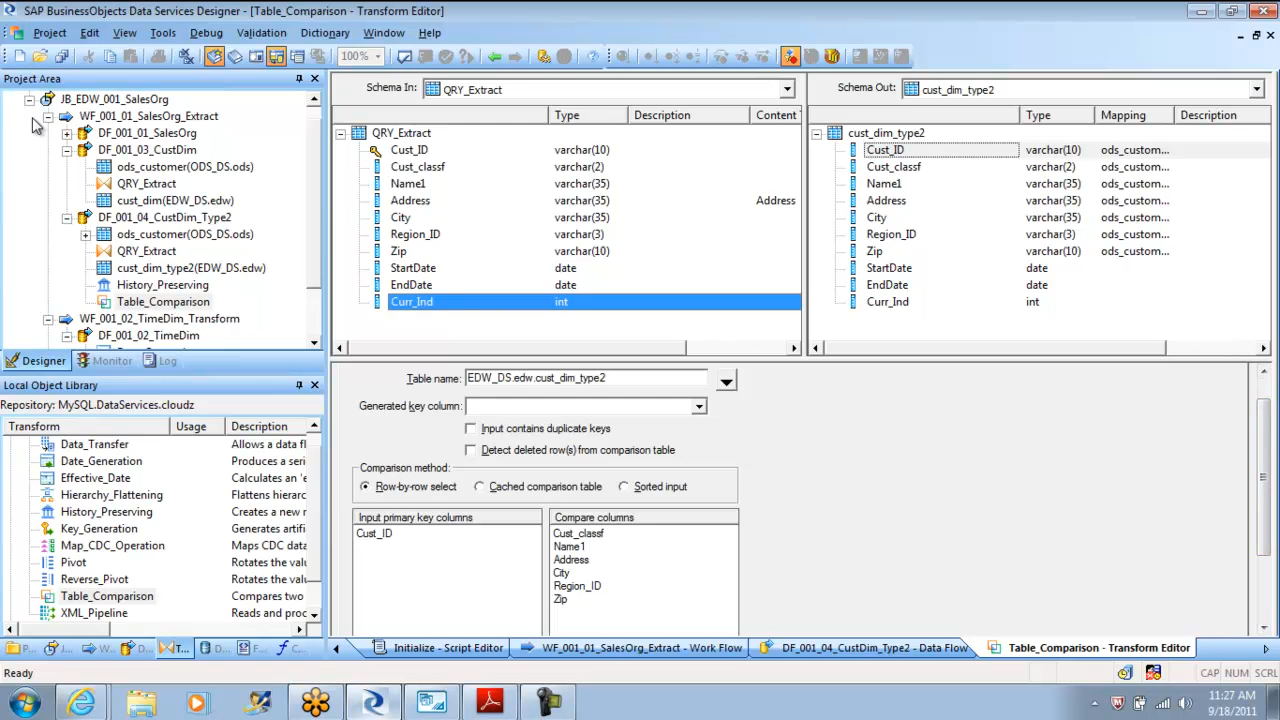 SAP BusinessObjects Data Services Designer - [Table_Comparison - Transform Editor]
Project Edit View Tools Debug Validation Dictionary Window Help
100%
Project Area
JB_EDW_001_SalesOrg
WF_001_01_SalesOrg_Extract
DF_001_01_SalesOrg
DF_001_03_CustDim
ods_customer(ODS_DS.ods)
QRY_Extract
cust_dim(EDW_DS.edw)
DF_001_04_CustDim_Type2
ods_customer(ODS_DS.ods)
QRY_Extract
cust_dim_type2(EDW_DS.edw)
History_Preserving
Table_Comparison
WF_001_02_TimeDim_Transform
DF_001_02_TimeDim
Designer Monitor Log
Local Object Library
Repository: MySQL.DataServices.cloudz
Transform Usage Description
Data_Transfer Allows a data fl
Date_Generation Produces a seri
Effective_Date Calculates an 'e
Hierarchy_Flattening Flattens hierarc
History_Preserving Creates a new r
Key_Generation Generates artifi
Map_CDC_Operation Maps CDC data
Pivot Rotates the valu
Reverse_Pivot Rotates the valu
Table_Comparison Compares two
XML_Pipeline Reads and proc
P... J... W... D... T... D... F... C...
Schema In: QRY_Extract
Type Description Content
QRY_Extract
Cust_ID varchar(10)
Cust_classf varchar(2)
Name1 varchar(35)
Address varchar(35) Address
City varchar(35)
Region_ID varchar(3)
Zip varchar(10)
StartDate date
EndDate date
Curr_Ind int
Schema Out: cust_dim_type2
Type Mapping Description
cust_dim_type2
Cust_ID varchar(10) ods_custom...
Cust_classf varchar(2) ods_custom...
Name1 varchar(35) ods_custom...
Address varchar(35) ods_custom...
City varchar(35) ods_custom...
Region_ID varchar(3) ods_custom...
Zip varchar(10) ods_custom...
StartDate date
EndDate date
Curr_Ind int
Table name: EDW_DS.edw.cust_dim_type2
Generated key column:
Input contains duplicate keys
Detect deleted row(s) from comparison table
Comparison method:
Row-by-row select Cached comparison table Sorted input
Input primary key columns
Cust_ID
Compare columns
Cust_classf
Name1
Address
City
Region_ID
Zip
Initialize - Script Editor WF_001_01_SalesOrg_Extract - Work Flow DF_001_04_CustDim_Type2 - Data Flow Table_Comparison - Transform Editor
Ready
CAP NUM SCRL
11:27 AM
9/18/2011